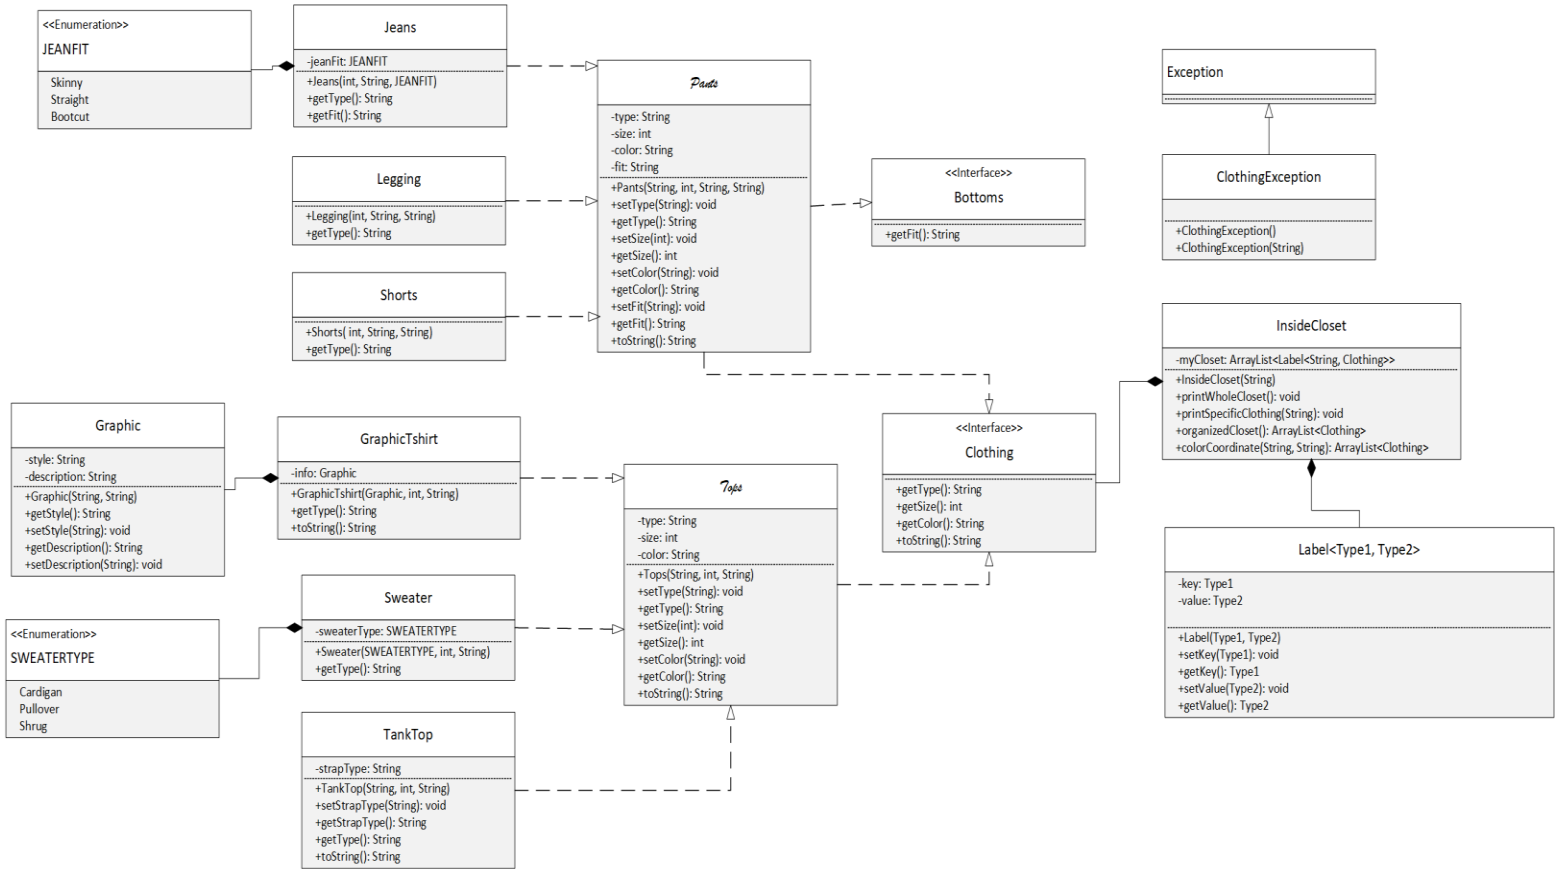 <<Enumeration>>
JEANFIT
Skinny
Straight
Bootcut
Jeans
-jeanFit: JEANFIT
+Jeans(int, String, JEANFIT)
+getType(): String
+getFit(): String
Legging
+Legging(int, String, String)
+getType(): String
Shorts
+Shorts( int, String, String)
+getType(): String
Pants
-type: String
-size: int
-color: String
-fit: String
+Pants(String, int, String, String)
+setType(String): void
+getType(): String
+setSize(int): void
+getSize(): int
+setColor(String): void
+getColor(): String
+setFit(String): void
+getFit(): String
+toString(): String
<<Interface>>
Bottoms
+getFit(): String
Exception
ClothingException
+ClothingException()
+ClothingException(String)
InsideCloset
-myCloset: ArrayList<Label<String, Clothing>>
+InsideCloset(String)
+printWholeCloset(): void
+printSpecificClothing(String): void
+organizedCloset(): ArrayList<Clothing>
+colorCoordinate(String, String): ArrayList<Clothing>
Graphic
-style: String
-description: String
+Graphic(String, String)
+getStyle(): String
+setStyle(String): void
+getDescription(): String
+setDescription(String): void
GraphicTshirt
-info: Graphic
+GraphicTshirt(Graphic, int, String)
+getType(): String
+toString(): String
<<Interface>>
Clothing
+getType(): String
+getSize(): int
+getColor(): String
+toString(): String
Tops
-type: String
-size: int
-color: String
+Tops(String, int, String)
+setType(String): void
+getType(): String
+setSize(int): void
+getSize(): int
+setColor(String): void
+getColor(): String
+toString(): String
Label<Type1, Type2>
-key: Type1
-value: Type2
+Label(Type1, Type2)
+setKey(Type1): void
+getKey(): Type1
+setValue(Type2): void
+getValue(): Type2
<<Enumeration>>
SWEATERTYPE
Cardigan
Pullover
Shrug
Sweater
-sweaterType: SWEATERTYPE
+Sweater(SWEATERTYPE, int, String)
+getType(): String
TankTop
-strapType: String
+TankTop(String, int, String)
+setStrapType(String): void
+getStrapType(): String
+getType(): String
+toString(): String